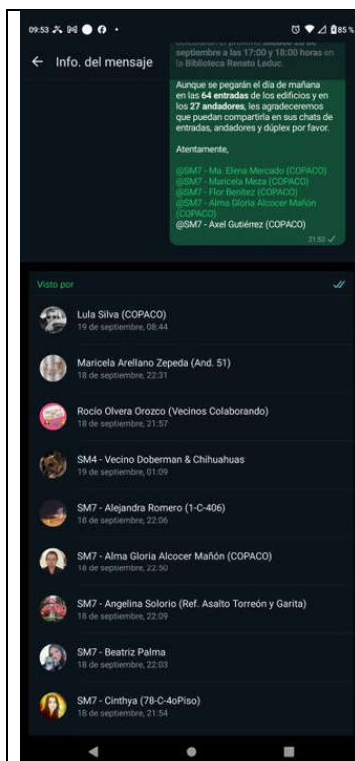 09:53
85 %
Info. del mensaje
septiembre a las 17:00 y 18:00 horas en
la Biblioteca Renato Leduc.
Aunque se pegarán el día de mañana
en las 64 entradas de los edificios y en
los 27 andadores, les agradeceremos
que puedan compartirla en sus chats de
entradas, andadores y dúplex por favor.
Atentamente,
@SM7 - Ma. Elena Mercado (COPACO)
@SM7 - Maricela Meza (COPACO)
@SM7 - Flor Benítez (COPACO)
@SM7 - Alma Gloria Alcocer Mañón
(COPACO)
@SM7 - Axel Gutiérrez (COPACO)
21:53
Visto por
Lula Silva (COPACO)
19 de septiembre, 08:44
Maricela Arellano Zepeda (And. 51)
18 de septiembre, 22:31
Rocío Olvera Orozco (Vecinos Colaborando)
18 de septiembre, 21:57
SM4 - Vecino Doberman & Chihuahuas
19 de septiembre, 01:09
SM7 - Alejandra Romero (1-C-406)
18 de septiembre, 22:06
SM7 - Alma Gloria Alcocer Mañón (COPACO)
18 de septiembre, 22:50
SM7 - Angelina Solorio (Ref. Asalto Torreón y Garita)
18 de septiembre, 22:09
SM7 - Beatriz Palma
18 de septiembre, 22:03
SM7 - Cinthya (78-C-4oPiso)
18 de septiembre, 21:54